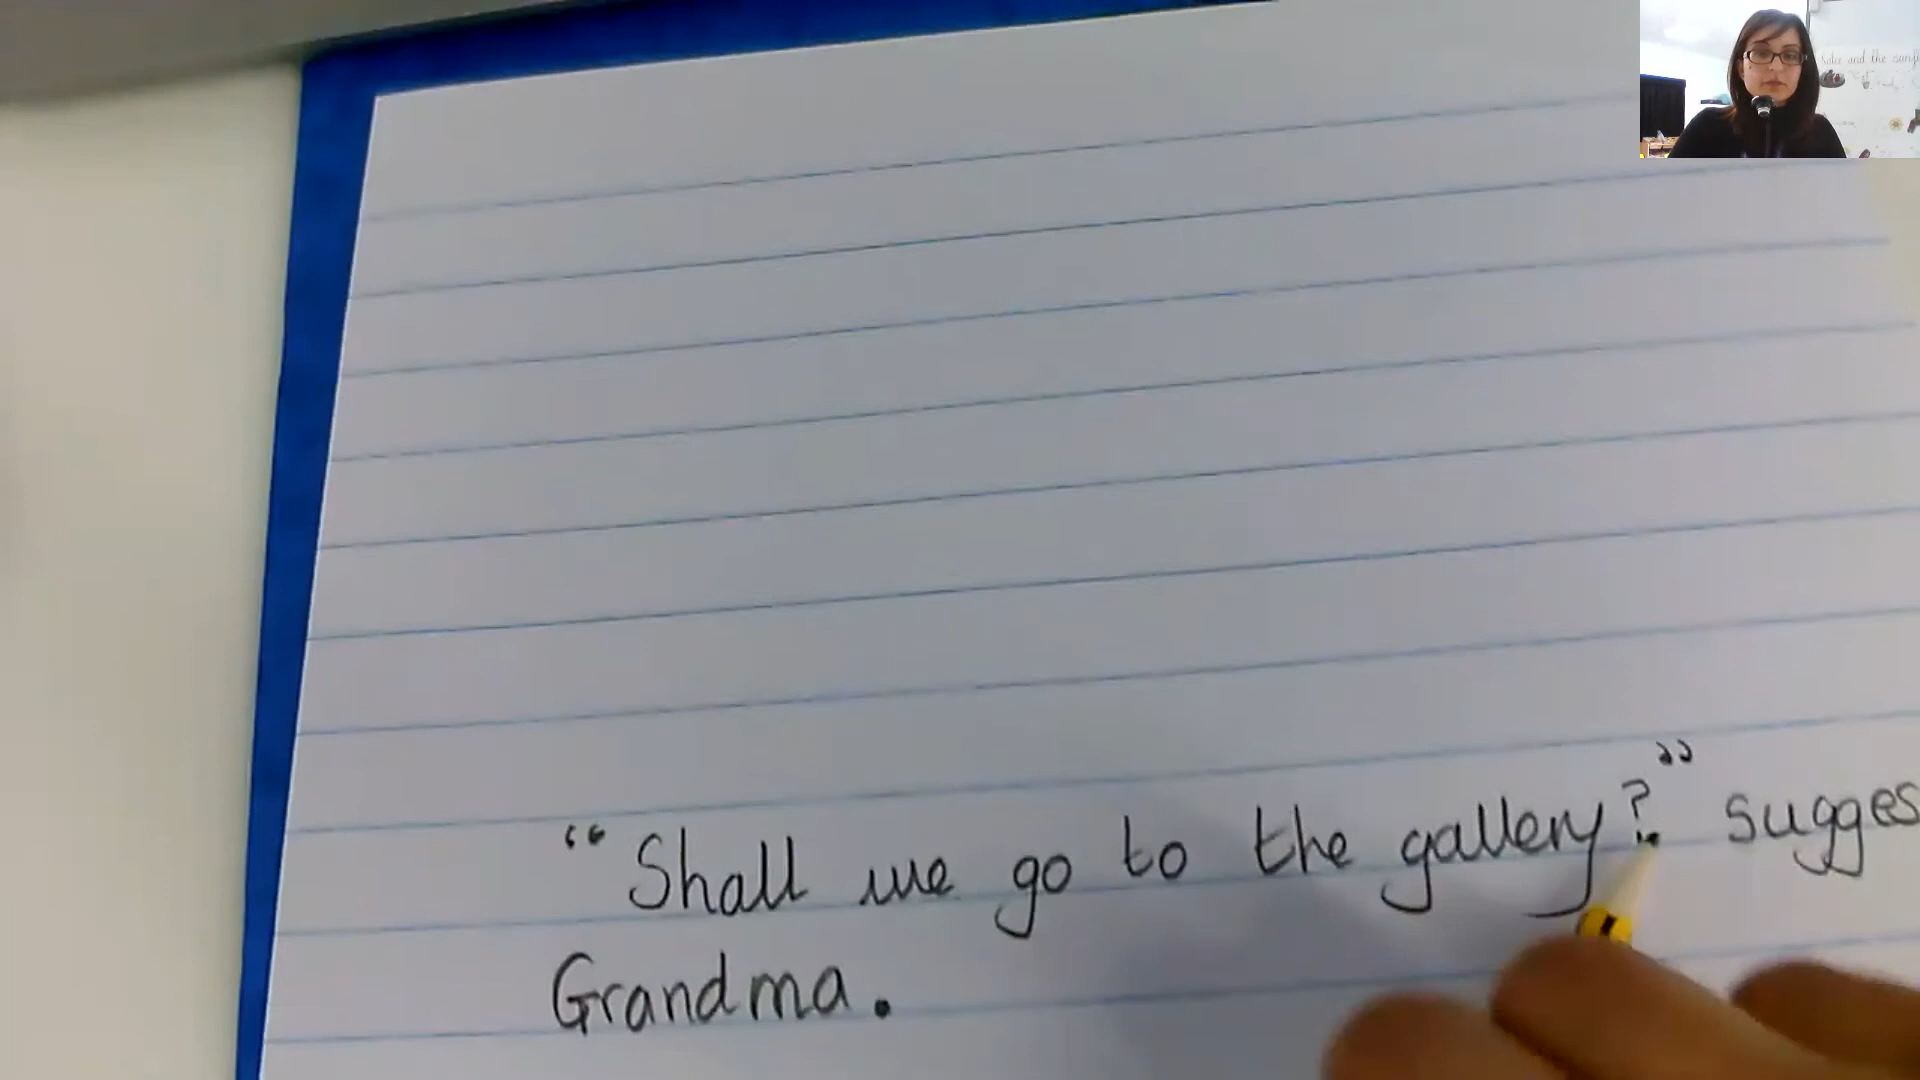 “Shall we go to the gallery?” sugges
Grandma.